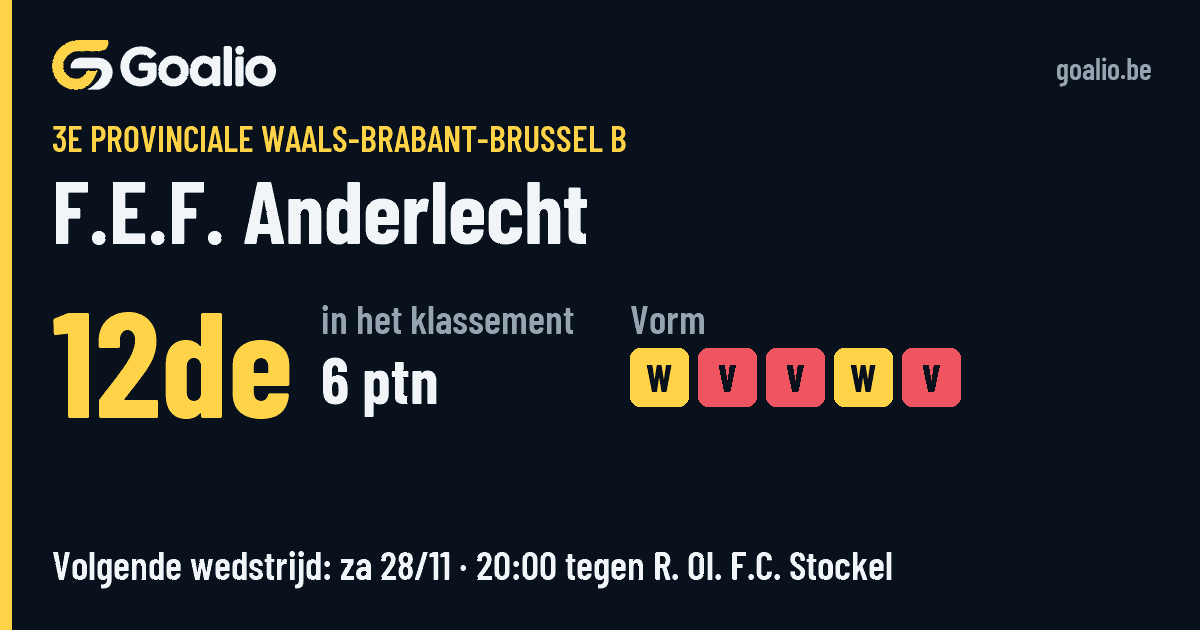 Goalio
goalio.be
3E PROVINCIALE WAALS-BRABANT-BRUSSEL B
F.E.F. Anderlecht
12de
in het klassement
6 ptn
Vorm
W V V W V
Volgende wedstrijd: za 28/11 · 20:00 tegen R. Ol. F.C. Stockel